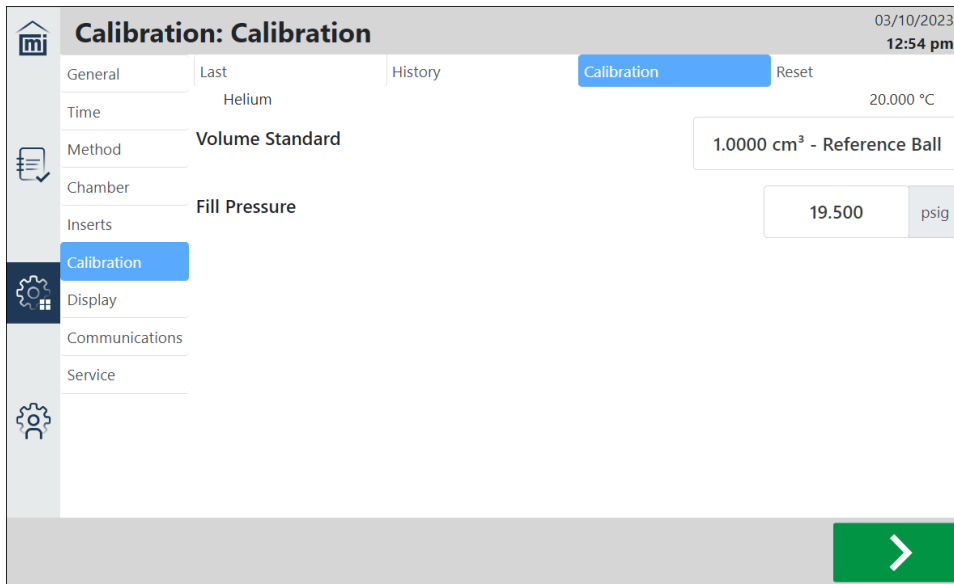 mi
Calibration: Calibration
03/10/2023
12:54 pm
General
Time
Method
Chamber
Inserts
Calibration
Display
Communications
Service
Last History Calibration Reset
Helium 20.000 °C
Volume Standard 1.0000 cm³ - Reference Ball
Fill Pressure 19.500 psig